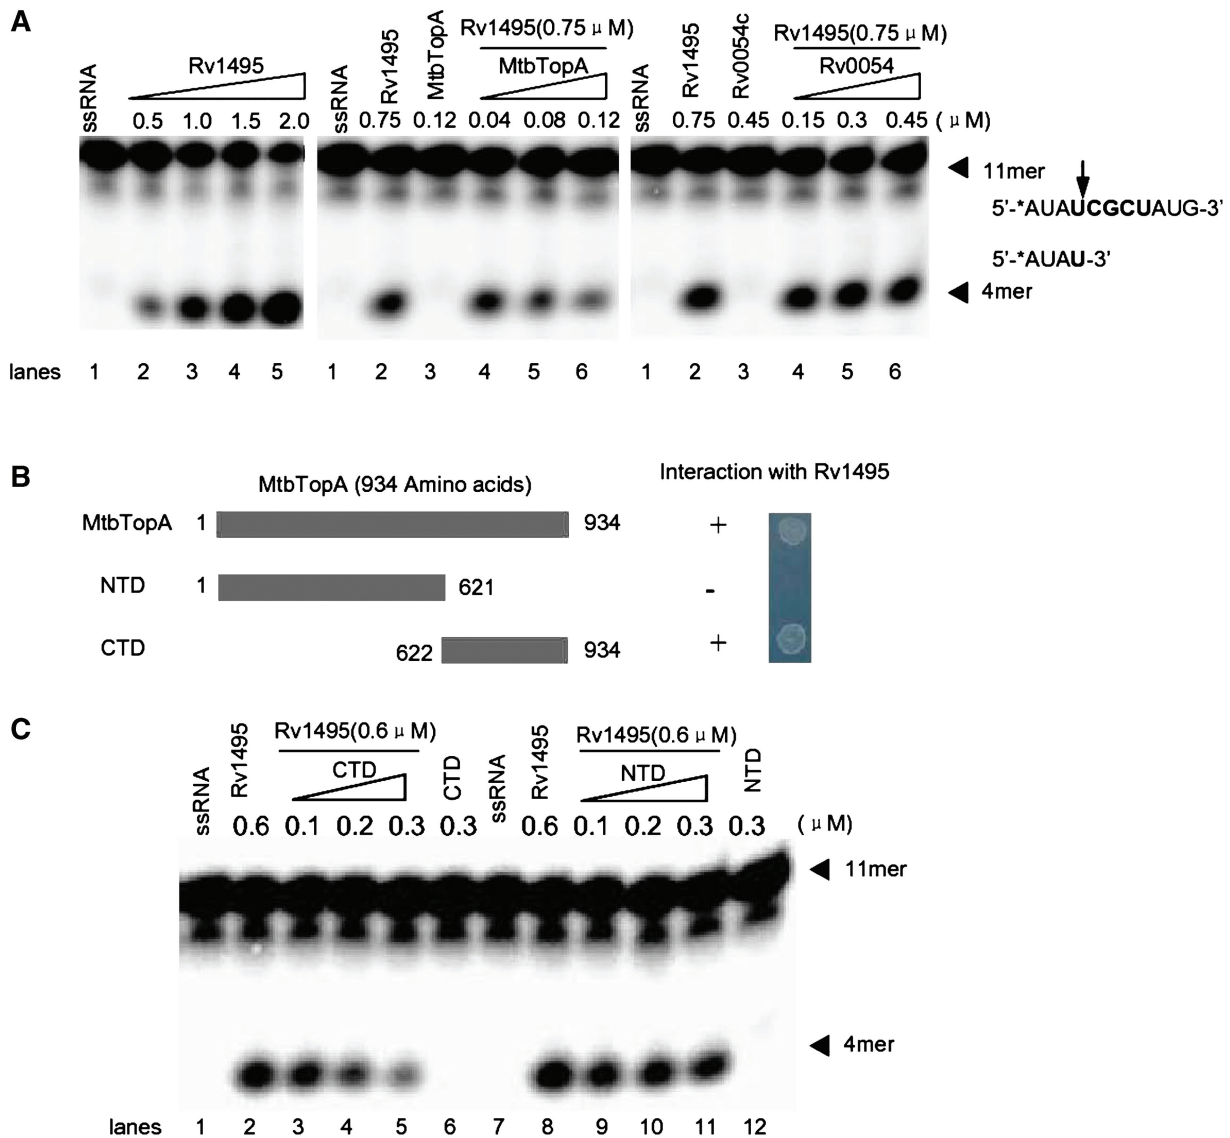 A
ssRNA
Rv1495
0.5 1.0 1.5 2.0
ssRNA
Rv1495
MtbTopA
Rv1495(0.75 μM)
MtbTopA
0.75 0.12 0.04 0.08 0.12
ssRNA
Rv1495
Rv0054c
Rv1495(0.75 μM)
Rv0054
0.75 0.45 0.15 0.3 0.45 (μM)
11mer
5'-*AUAUCGCUAUG-3'
5'-*AUAU-3'
4mer
lanes 1 2 3 4 5 1 2 3 4 5 6 1 2 3 4 5 6
B
MtbTopA (934 Amino acids)
Interaction with Rv1495
MtbTopA 1 934 +
NTD 1 621 -
CTD 622 934 +
C
ssRNA
Rv1495
Rv1495(0.6 μM)
CTD
CTD
ssRNA
Rv1495
Rv1495(0.6 μM)
NTD
NTD
0.6 0.1 0.2 0.3 0.3 0.6 0.1 0.2 0.3 0.3 (μM)
11mer
4mer
lanes 1 2 3 4 5 6 7 8 9 10 11 12